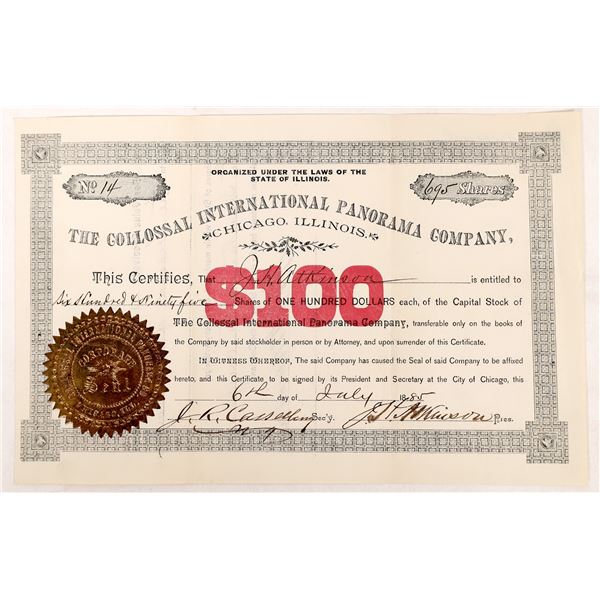 ORGANIZED UNDER THE LAWS OF THE
STATE OF ILLINOIS.
No 14
695 Shares
THE COLLOSSAL INTERNATIONAL PANORAMA COMPANY,
CHICAGO, ILLINOIS.
$100
This Certifies, That J. H. Atkinson is entitled to
Six Hundred & Ninety five Shares of ONE HUNDRED DOLLARS each, of the Capital Stock of
The Collossal International Panorama Company, transferable only on the books of
the Company by said stockholder in person or by Attorney, and upon surrender of this Certificate.
In Witness Whereof, The said Company has caused the Seal of said Company to be affixed
hereto, and this Certificate to be signed by its President and Secretary at the City of Chicago, this
6th day of July 1885
J. R. Sec'y. J. H. Atkinson Pres.
Seal